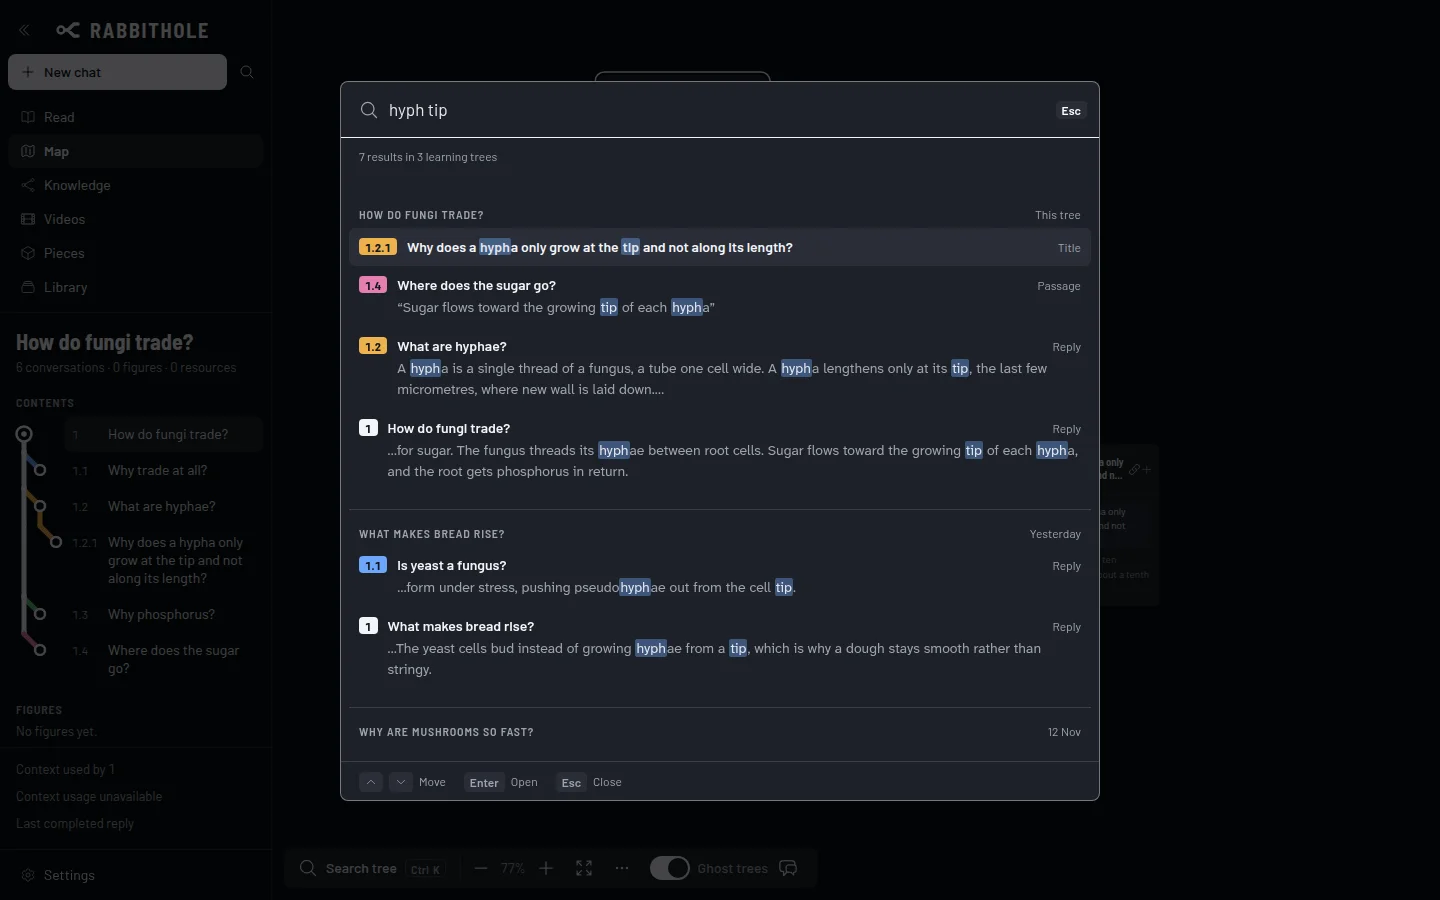 RABBITHOLE
New chat
Read
Map
Knowledge
Videos
Pieces
Library
How do fungi trade?
6 conversations · 0 figures · 0 resources
CONTENTS
1 How do fungi trade?
1.1 Why trade at all?
1.2 What are hyphae?
1.2.1 Why does a hypha only
grow at the tip and not
along its length?
1.3 Why phosphorus?
1.4 Where does the sugar
go?
FIGURES
No figures yet.
Context used by 1
Context usage unavailable
Last completed reply
Settings
hyph tip
Esc
7 results in 3 learning trees
HOW DO FUNGI TRADE? This tree
1.2.1 Why does a hypha only grow at the tip and not along its length? Title
1.4 Where does the sugar go? Passage
“Sugar flows toward the growing tip of each hypha”
1.2 What are hyphae? Reply
A hypha is a single thread of a fungus, a tube one cell wide. A hypha lengthens only at its tip, the last few
micrometres, where new wall is laid down....
1 How do fungi trade? Reply
...for sugar. The fungus threads its hyphae between root cells. Sugar flows toward the growing tip of each hypha,
and the root gets phosphorus in return.
WHAT MAKES BREAD RISE? Yesterday
1.1 Is yeast a fungus? Reply
...form under stress, pushing pseudohyphae out from the cell tip.
1 What makes bread rise? Reply
...The yeast cells bud instead of growing hyphae from a tip, which is why a dough stays smooth rather than
stringy.
WHY ARE MUSHROOMS SO FAST? 12 Nov
Move Enter Open Esc Close
a only
d n...
a only
nd not
ten
out a tenth
Search tree Ctrl K 77% Ghost trees